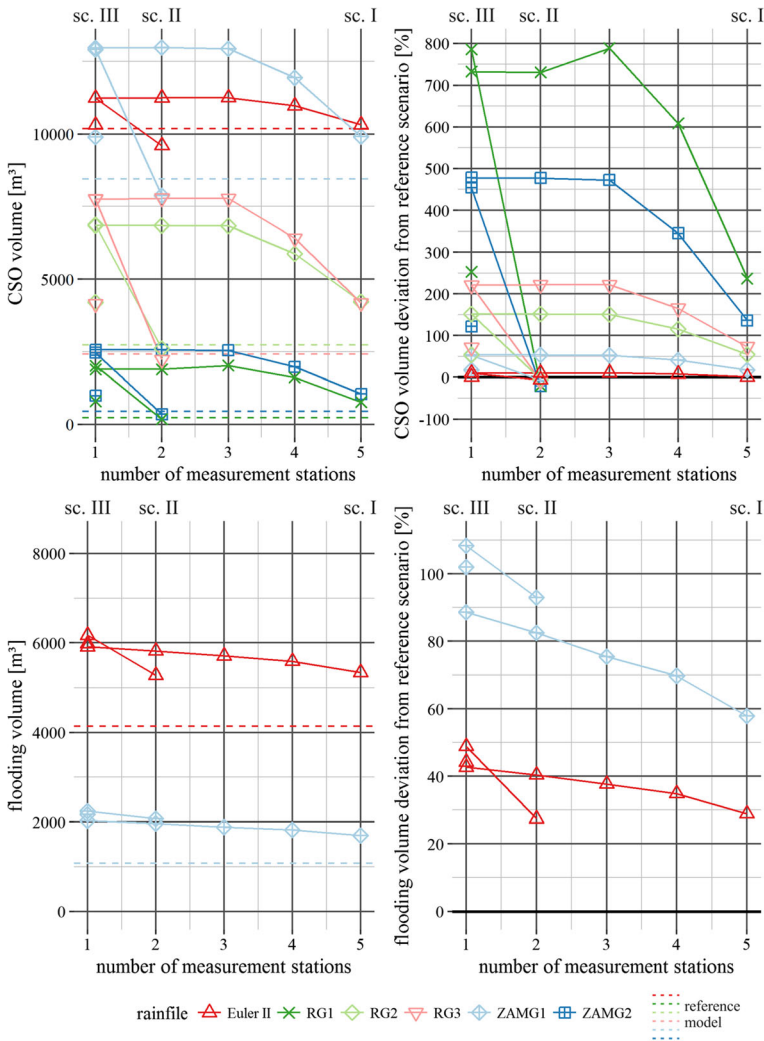 sc. III sc. II sc. I
CSO volume [m³]
10000
5000
0
1 2 3 4 5
number of measurement stations
sc. III sc. II sc. I
CSO volume deviation from reference scenario [%]
800
700
600
500
400
300
200
100
0
-100
1 2 3 4 5
number of measurement stations
sc. III sc. II sc. I
flooding volume [m³]
8000
6000
4000
2000
0
1 2 3 4 5
number of measurement stations
sc. III sc. II sc. I
flooding volume deviation from reference scenario [%]
100
80
60
40
20
0
1 2 3 4 5
number of measurement stations
rainfile Euler II RG1 RG2 RG3 ZAMG1 ZAMG2 reference
model